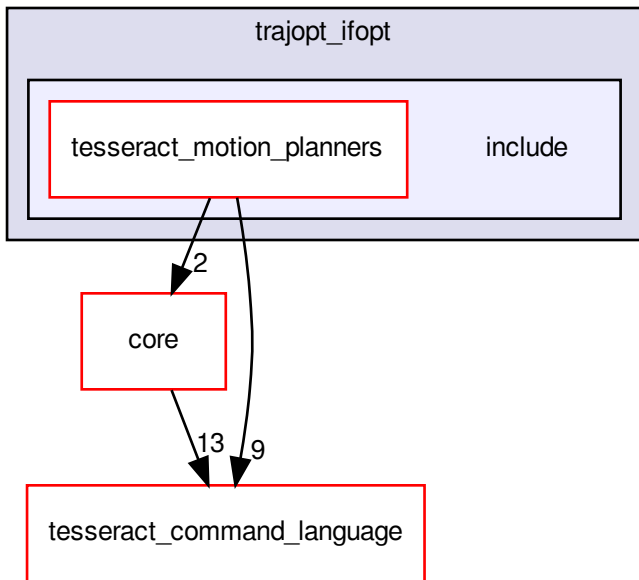 trajopt_ifopt
tesseract_motion_planners
include
2
core
13
9
tesseract_command_language